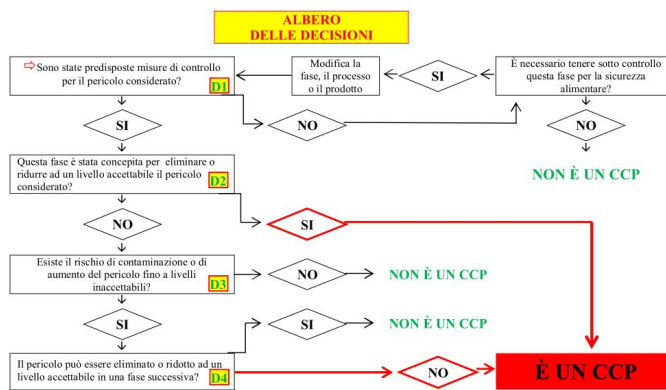 ALBERO
DELLE DECISIONI
⇨ Sono state predisposte misure di controllo
per il pericolo considerato?
D1
Modifica la
fase, il processo
o il prodotto
SI
È necessario tenere sotto controllo
questa fase per la sicurezza
alimentare?
SI
NO
NO
Questa fase è stata concepita per eliminare o
ridurre ad un livello accettabile il pericolo
considerato?
D2
NON È UN CCP
NO
SI
Esiste il rischio di contaminazione o di
aumento del pericolo fino a livelli
inaccettabili?
D3
NO
NON È UN CCP
SI
SI
NON È UN CCP
Il pericolo può essere eliminato o ridotto ad un
livello accettabile in una fase successiva?
D4
NO
È UN CCP